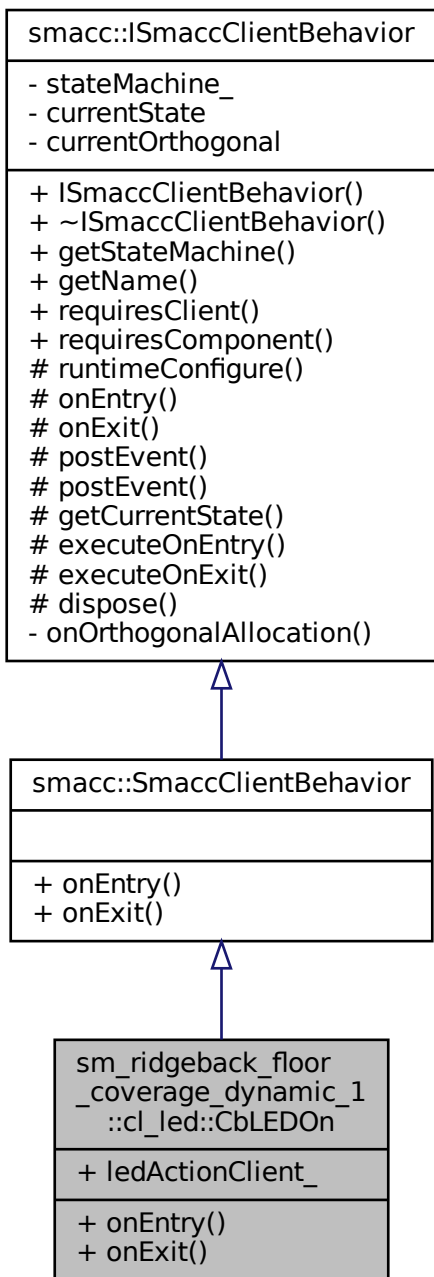 smacc::ISmaccClientBehavior
- stateMachine_
- currentState
- currentOrthogonal
+ ISmaccClientBehavior()
+ ~ISmaccClientBehavior()
+ getStateMachine()
+ getName()
+ requiresClient()
+ requiresComponent()
# runtimeConfigure()
# onEntry()
# onExit()
# postEvent()
# postEvent()
# getCurrentState()
# executeOnEntry()
# executeOnExit()
# dispose()
- onOrthogonalAllocation()
smacc::SmaccClientBehavior
+ onEntry()
+ onExit()
sm_ridgeback_floor
_coverage_dynamic_1
::cl_led::CbLEDOn
+ ledActionClient_
+ onEntry()
+ onExit()